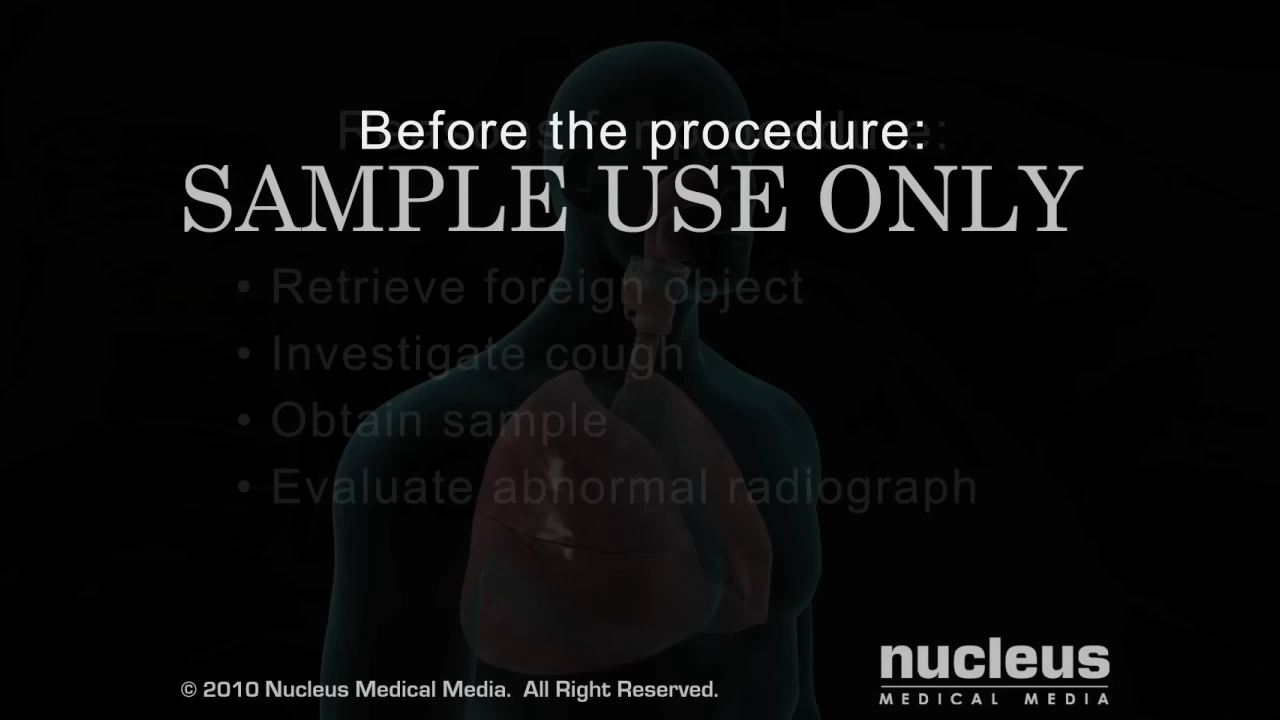 Before the procedure:
SAMPLE USE ONLY
• Retrieve foreign object
• Investigate cough
• Obtain sample
• Evaluate abnormal radiograph
nucleus
MEDICAL MEDIA
© 2010 Nucleus Medical Media. All Right Reserved.